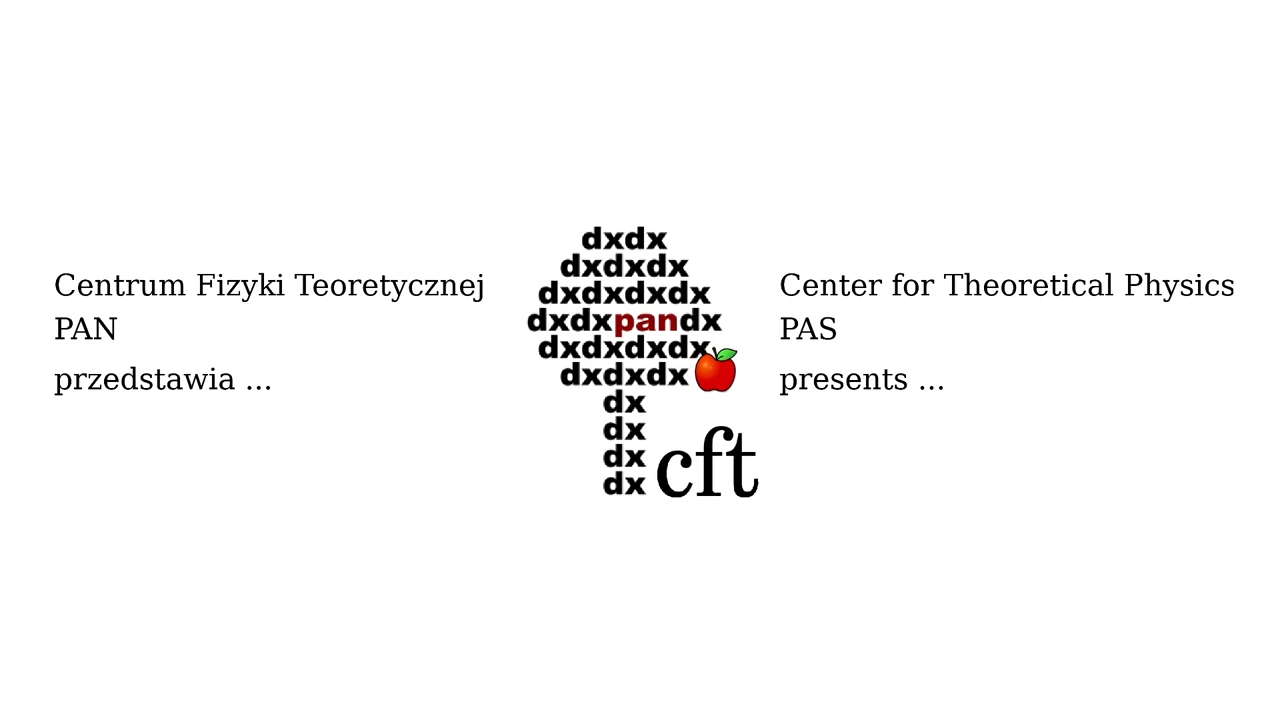 Centrum Fizyki Teoretycznej
PAN
przedstawia ...
dxdx
dxdxdx
dxdxdxdx
dxdxpandx
dxdxdxdx
dxdxdx
dx
dx
dx
dx
cft
Center for Theoretical Physics
PAS
presents ...